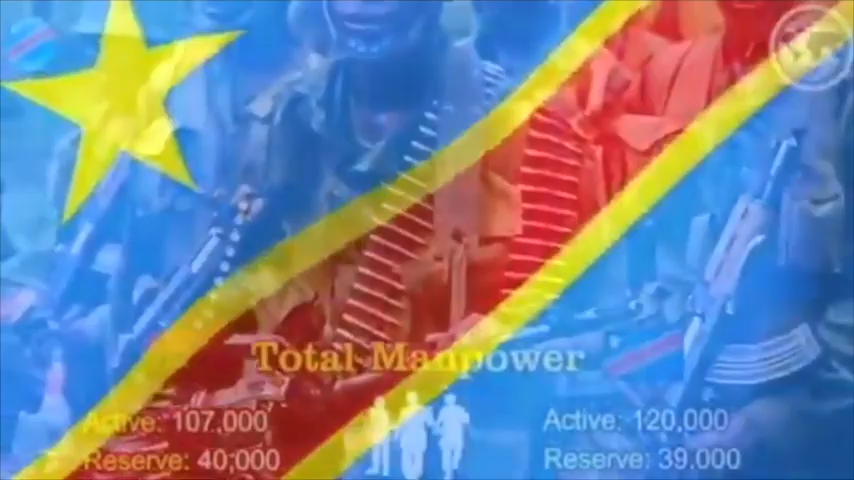 Total Manpower
Active: 107,000
Reserve: 40,000
Active: 120,000
Reserve: 39.000